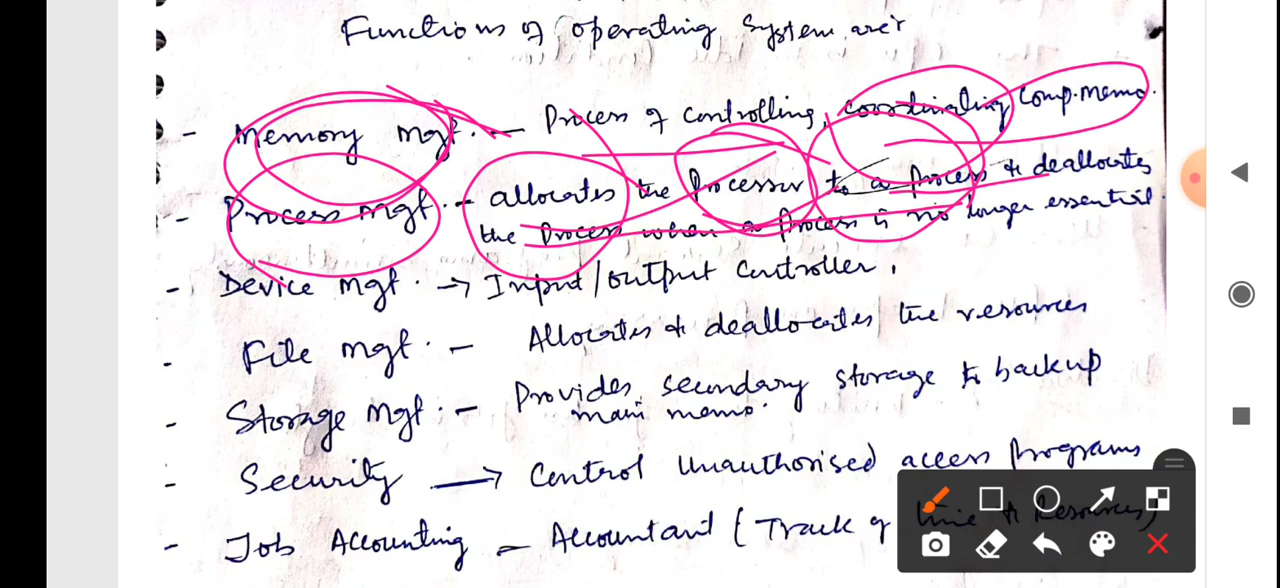 Functions of operating System are:
- Memory Mgt. - Process of controlling, coordinating Comp. memo.
- Process Mgt. - allocates the Processer to a process & deallocates
the Process when a process is no longer essential.
- Device Mgt. → Input/output Controller.
- File Mgt. - Allocates & deallocates the resources
- Storage Mgt. - Provides secondary storage to backup
main memo.
- Security → Control Unauthorised access Programs
- Job Accounting - Accountant (Track of time & Resources)